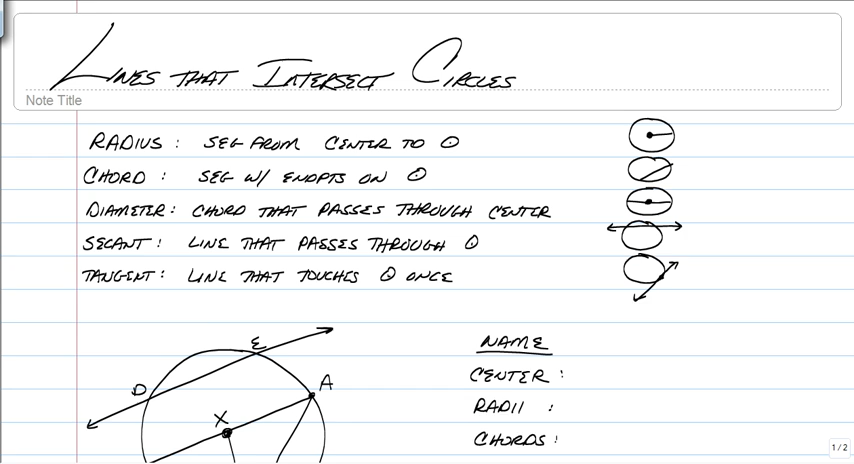 LINES THAT INTERSECT CIRCLES
Note Title
RADIUS : SEG FROM CENTER TO ⊙
CHORD : SEG W/ ENDPTS ON ⊙
DIAMETER: CHORD THAT PASSES THROUGH CENTER
SECANT: LINE THAT PASSES THROUGH ⊙
TANGENT: LINE THAT TOUCHES ⊙ ONCE
E
D
A
X
NAME
CENTER:
RADII :
CHORDS:
1/2